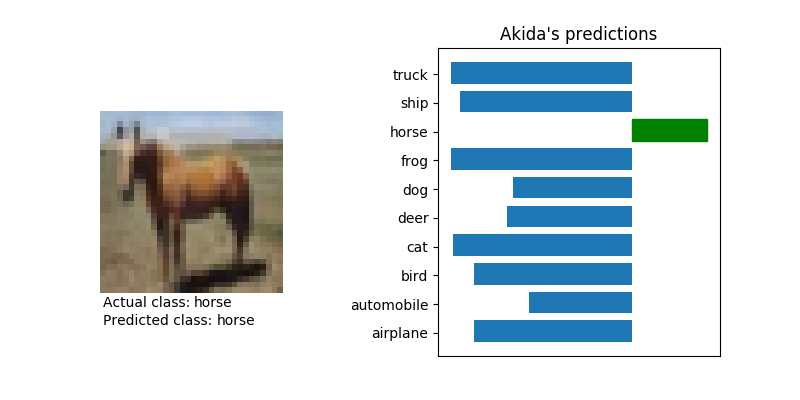 Akida's predictions
truck
ship
horse
frog
dog
deer
cat
bird
automobile
airplane
Actual class: horse
Predicted class: horse